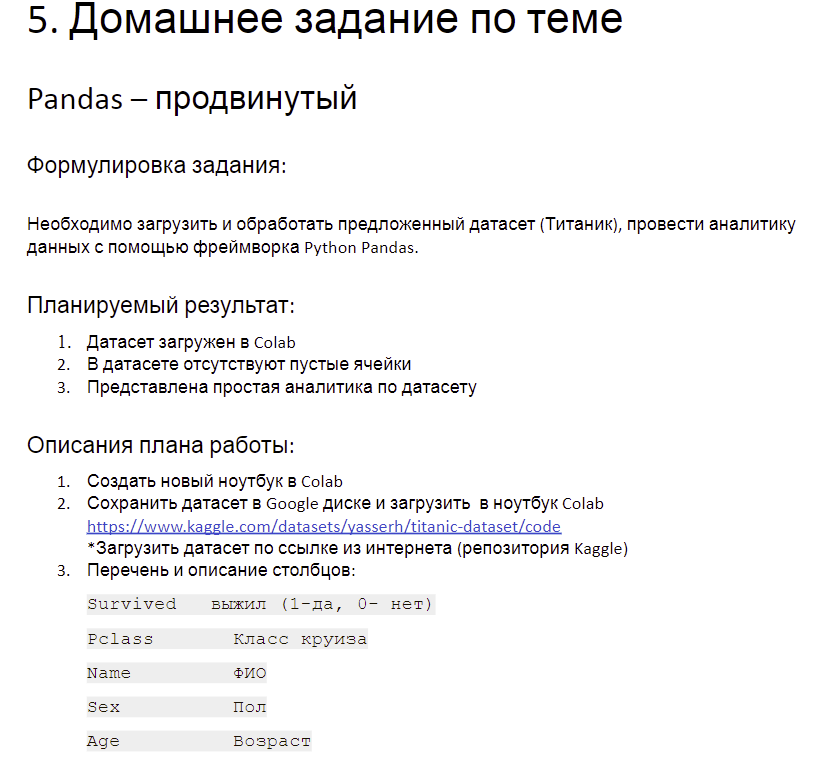 5. Домашнее задание по теме
Pandas – продвинутый
Формулировка задания:
Необходимо загрузить и обработать предложенный датасет (Титаник), провести аналитику
данных с помощью фреймворка Python Pandas.
Планируемый результат:
1. Датасет загружен в Colab
2. В датасете отсутствуют пустые ячейки
3. Представлена простая аналитика по датасету
Описания плана работы:
1. Создать новый ноутбук в Colab
2. Сохранить датасет в Google диске и загрузить в ноутбук Colab
https://www.kaggle.com/datasets/yasserh/titanic-dataset/code
*Загрузить датасет по ссылке из интернета (репозитория Kaggle)
3. Перечень и описание столбцов:
Survived выжил (1-да, 0- нет)
Pclass Класс круиза
Name ФИО
Sex Пол
Age Возраст